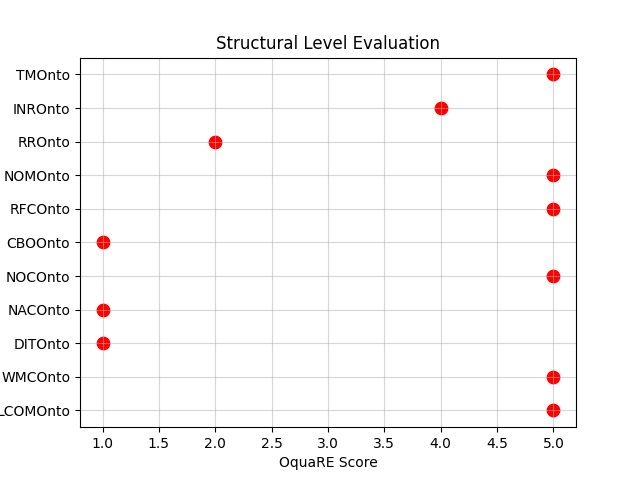 Structural Level Evaluation
TMOnto
INROnto
RROnto
NOMOnto
RFCOnto
CBOOnto
NOCOnto
NACOnto
DITOnto
WMCOnto
LCOMOnto
1.0 1.5 2.0 2.5 3.0 3.5 4.0 4.5 5.0
OquaRE Score